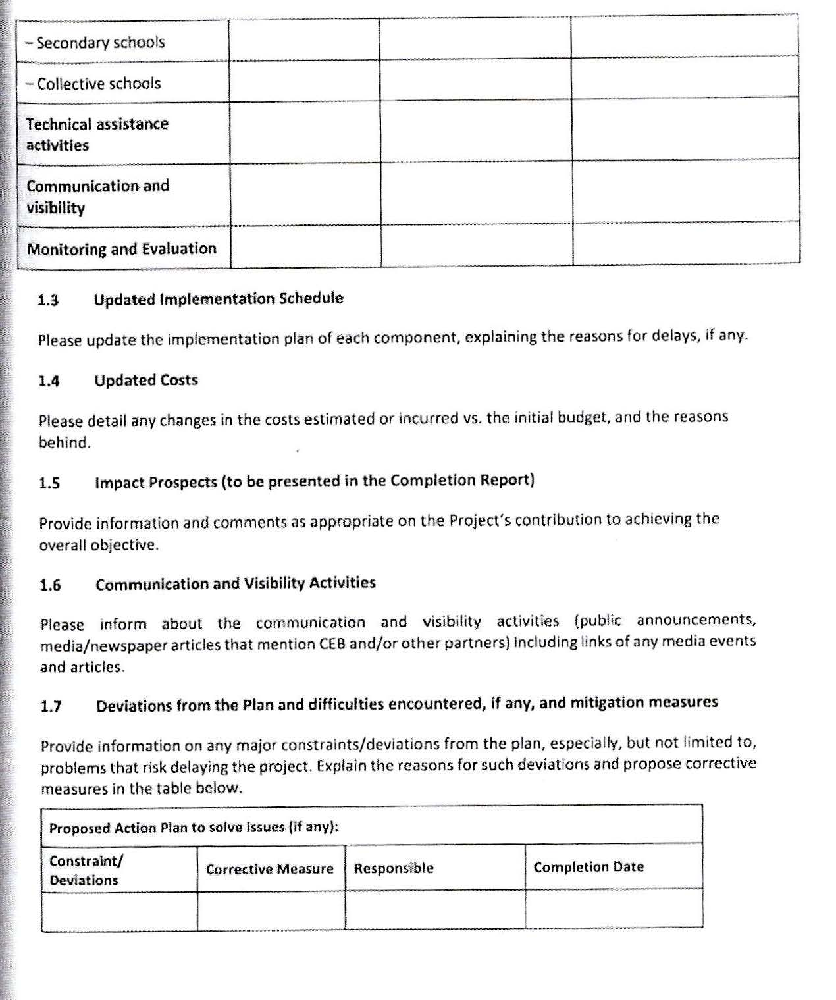 – Secondary schools
– Collective schools
Technical assistance
activities
Communication and
visibility
Monitoring and Evaluation
1.3 Updated Implementation Schedule
Please update the implementation plan of each component, explaining the reasons for delays, if any.
1.4 Updated Costs
Please detail any changes in the costs estimated or incurred vs. the initial budget, and the reasons
behind.
1.5 Impact Prospects (to be presented in the Completion Report)
Provide information and comments as appropriate on the Project's contribution to achieving the
overall objective.
1.6 Communication and Visibility Activities
Please inform about the communication and visibility activities (public announcements,
media/newspaper articles that mention CEB and/or other partners) including links of any media events
and articles.
1.7 Deviations from the Plan and difficulties encountered, if any, and mitigation measures
Provide information on any major constraints/deviations from the plan, especially, but not limited to,
problems that risk delaying the project. Explain the reasons for such deviations and propose corrective
measures in the table below.
Proposed Action Plan to solve issues (if any):
Constraint/
Deviations
Corrective Measure
Responsible
Completion Date